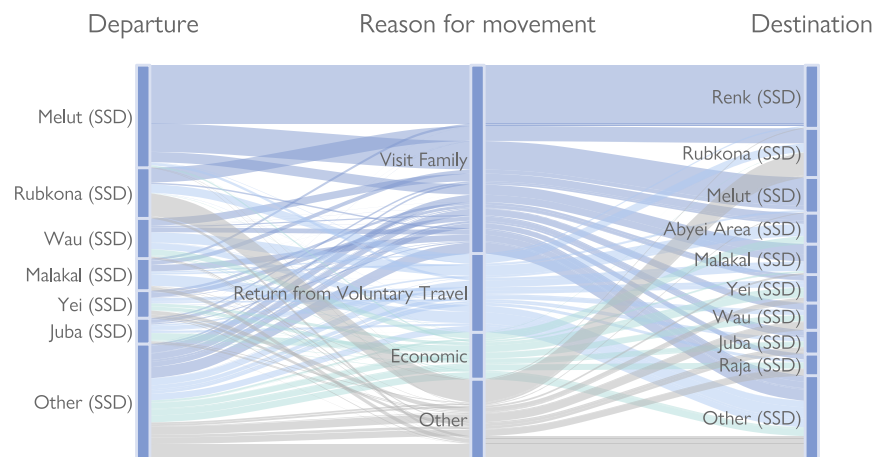 Departure
Reason for movement
Destination
Melut (SSD)
Rubkona (SSD)
Wau (SSD)
Malakal (SSD)
Yei (SSD)
Juba (SSD)
Other (SSD)
Visit Family
Return from Voluntary Travel
Economic
Other
Renk (SSD)
Rubkona (SSD)
Melut (SSD)
Abyei Area (SSD)
Malakal (SSD)
Yei (SSD)
Wau (SSD)
Juba (SSD)
Raja (SSD)
Other (SSD)